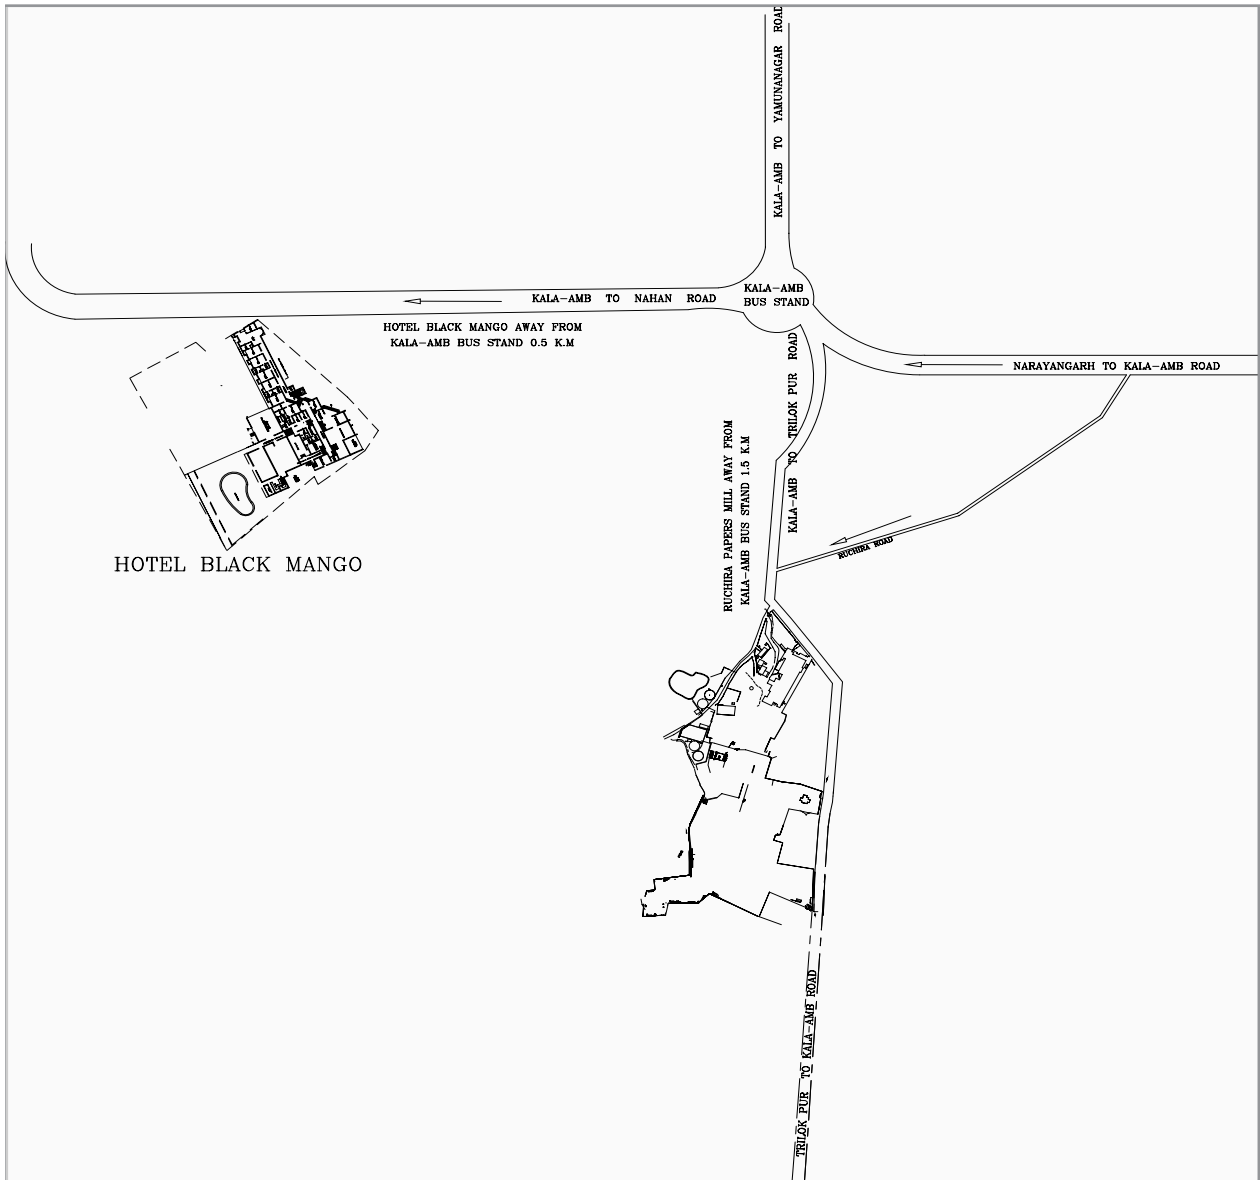 KALA-AMB TO YAMUNANAGAR ROAD
KALA-AMB
BUS STAND
KALA-AMB TO NAHAN ROAD
HOTEL BLACK MANGO AWAY FROM
KALA-AMB BUS STAND 0.5 K.M
NARAYANGARH TO KALA-AMB ROAD
KALA-AMB TO TRILOK PUR ROAD
RUCHIRA PAPERS MILL AWAY FROM
KALA-AMB BUS STAND 1.5 K.M
RUCHIRA ROAD
HOTEL BLACK MANGO
TRILOK PUR TO KALA-AMB ROAD